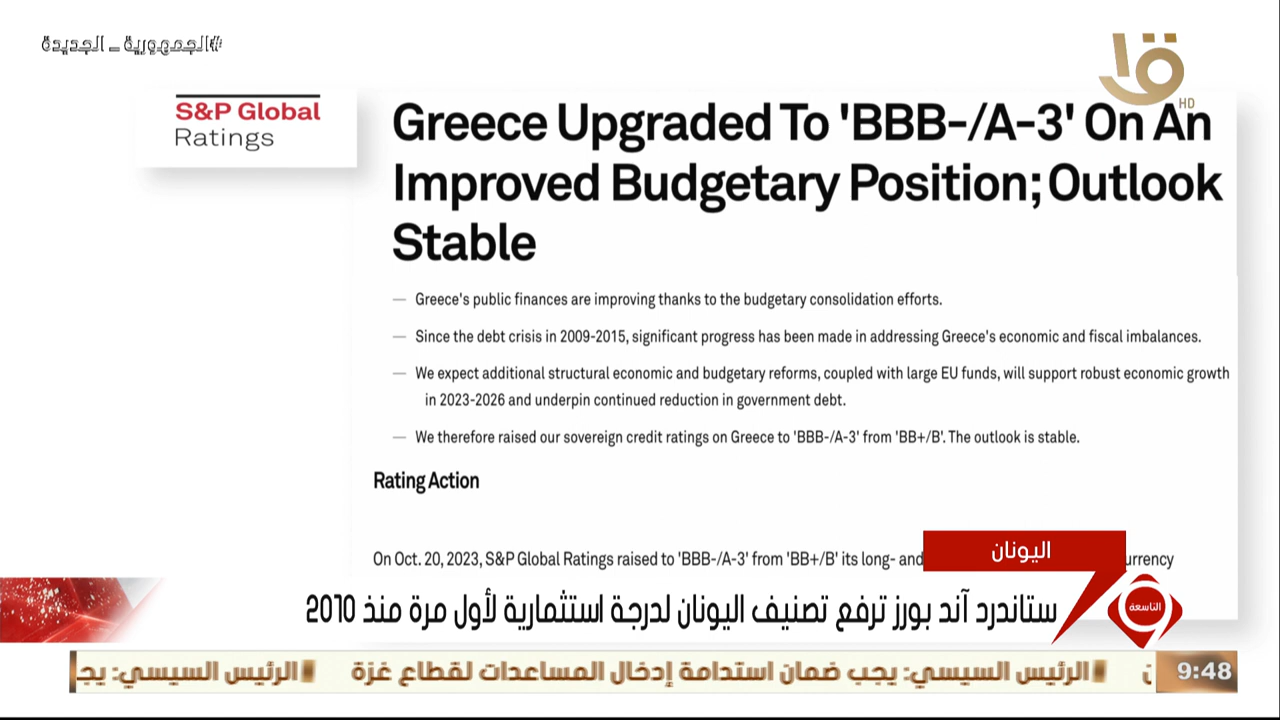 #الجمهورية_الجديدة
HD
S&P Global
Ratings
Greece Upgraded To 'BBB-/A-3' On An
Improved Budgetary Position; Outlook
Stable
— Greece's public finances are improving thanks to the budgetary consolidation efforts.
— Since the debt crisis in 2009-2015, significant progress has been made in addressing Greece's economic and fiscal imbalances.
— We expect additional structural economic and budgetary reforms, coupled with large EU funds, will support robust economic growth
in 2023-2026 and underpin continued reduction in government debt.
— We therefore raised our sovereign credit ratings on Greece to 'BBB-/A-3' from 'BB+/B'. The outlook is stable.
Rating Action
On Oct. 20, 2023, S&P Global Ratings raised to 'BBB-/A-3' from 'BB+/B' its long- and
اليونان
ستاندرد آند بورز ترفع تصنيف اليونان لدرجة استثمارية لأول مرة منذ 2010
التاسعة
9:48
الرئيس السيسي: يجب ضمان استدامة إدخال المساعدات لقطاع غزة
الرئيس السيسي: